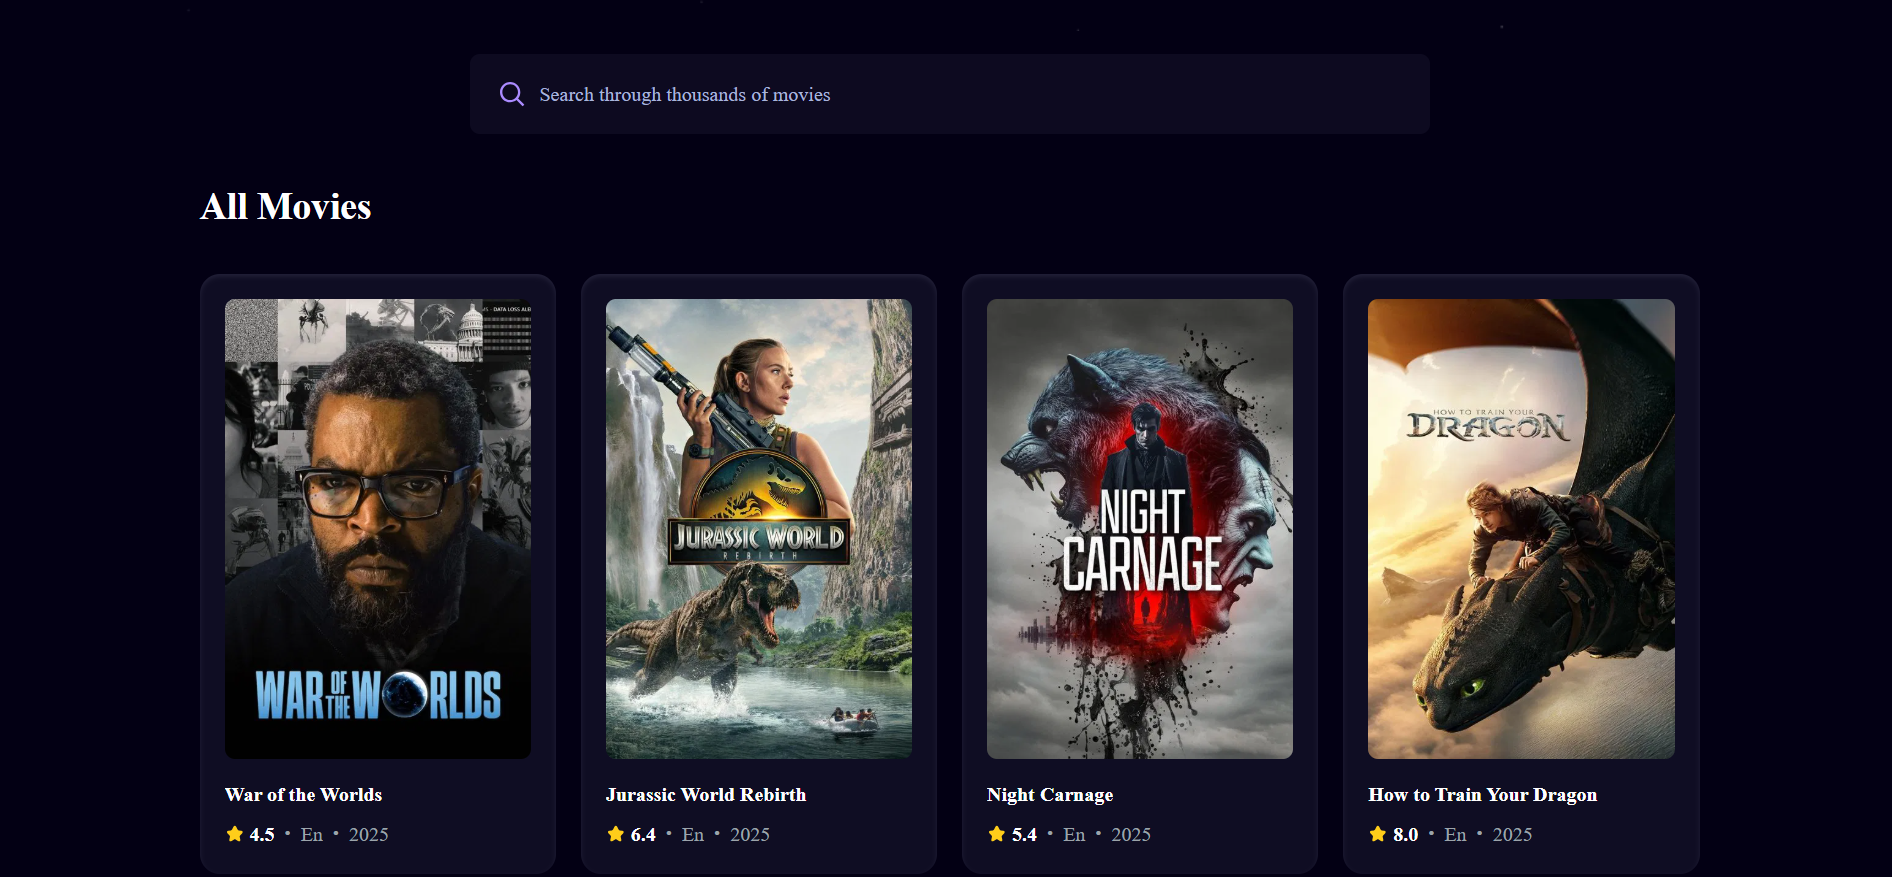 Search through thousands of movies
All Movies
DATA LOSS
WAR OF THE WORLDS
JURASSIC WORLD
REBIRTH
NIGHT
CARNAGE
HOW TO TRAIN YOUR
DRAGON
War of the Worlds
4.5 • En • 2025
Jurassic World Rebirth
6.4 • En • 2025
Night Carnage
5.4 • En • 2025
How to Train Your Dragon
8.0 • En • 2025